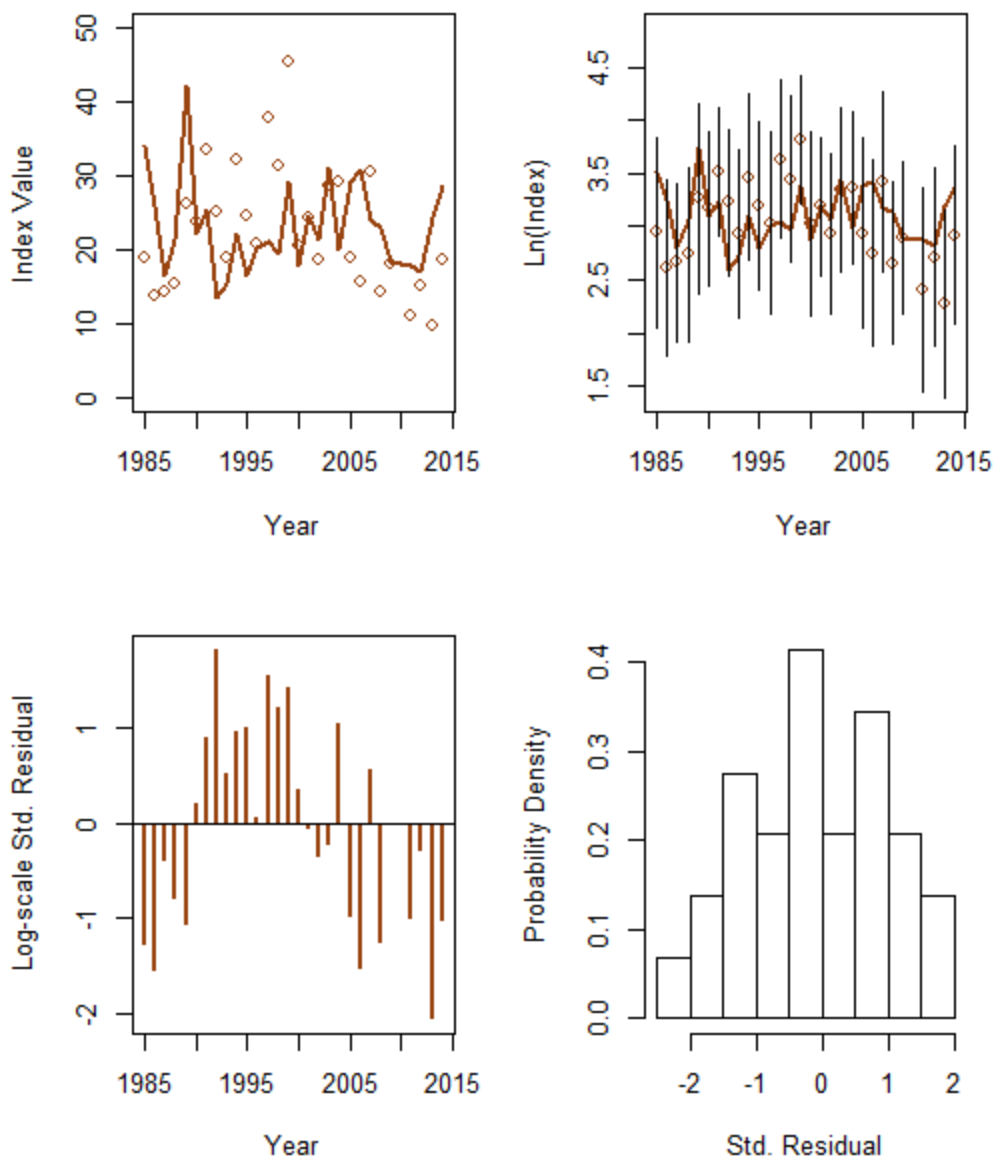 Index Value
50
40
30
20
10
0
1985 1995 2005 2015
Year
Ln(Index)
4.5
3.5
2.5
1.5
1985 1995 2005 2015
Year
Log-scale Std. Residual
1
0
-1
-2
1985 1995 2005 2015
Year
Probability Density
0.4
0.3
0.2
0.1
0.0
-2 -1 0 1 2
Std. Residual